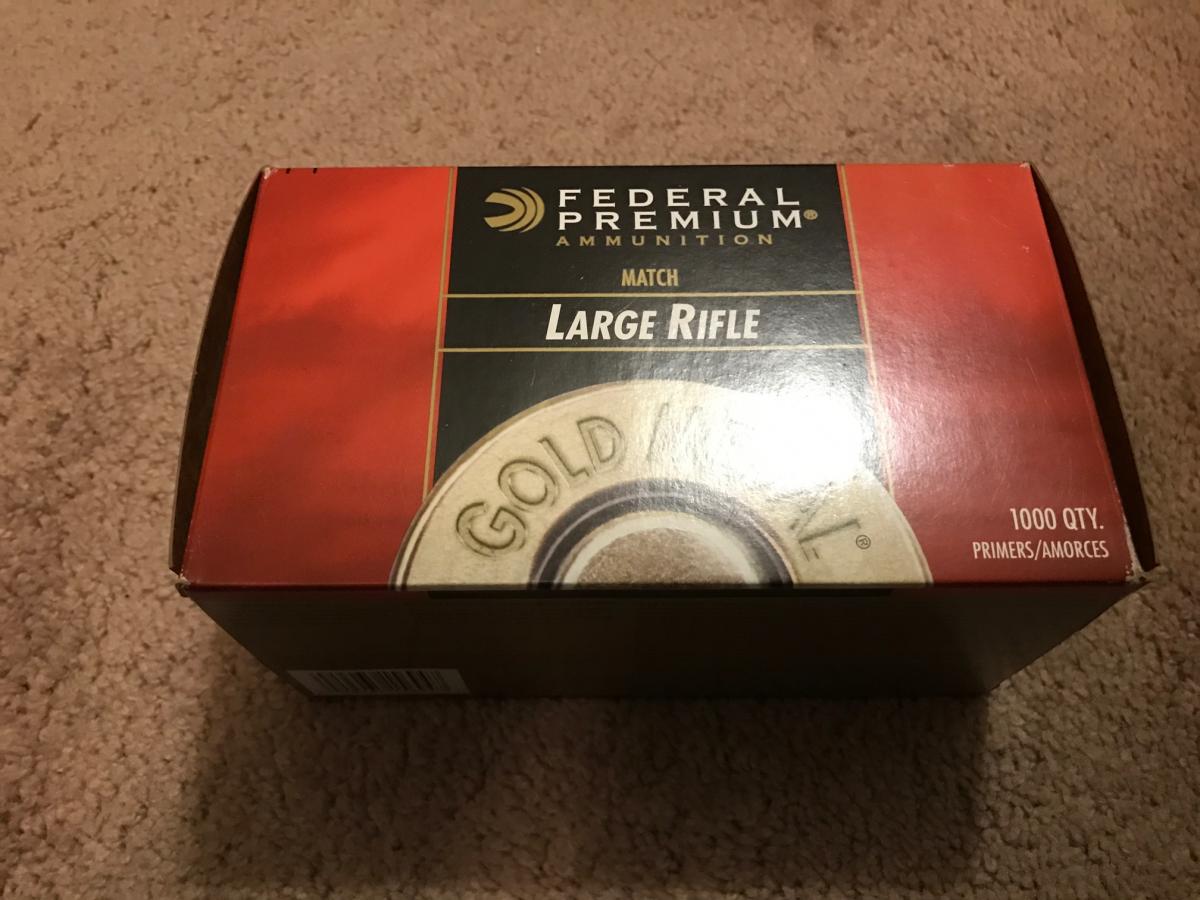 FEDERAL
PREMIUM®
AMMUNITION
MATCH
LARGE RIFLE
GOLD
®
1000 QTY.
PRIMERS/AMORCES